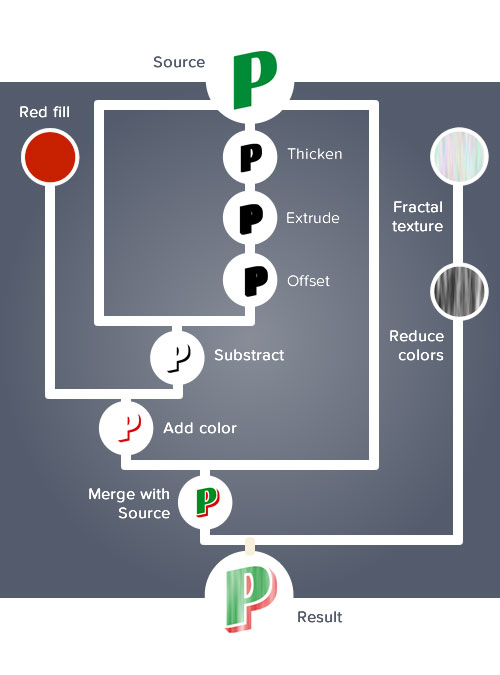 Source
P
Red fill
P
Thicken
P
Extrude
Fractal
texture
P
Offset
Reduce
colors
P
Substract
P
Add color
Merge with
Source
P
P
Result